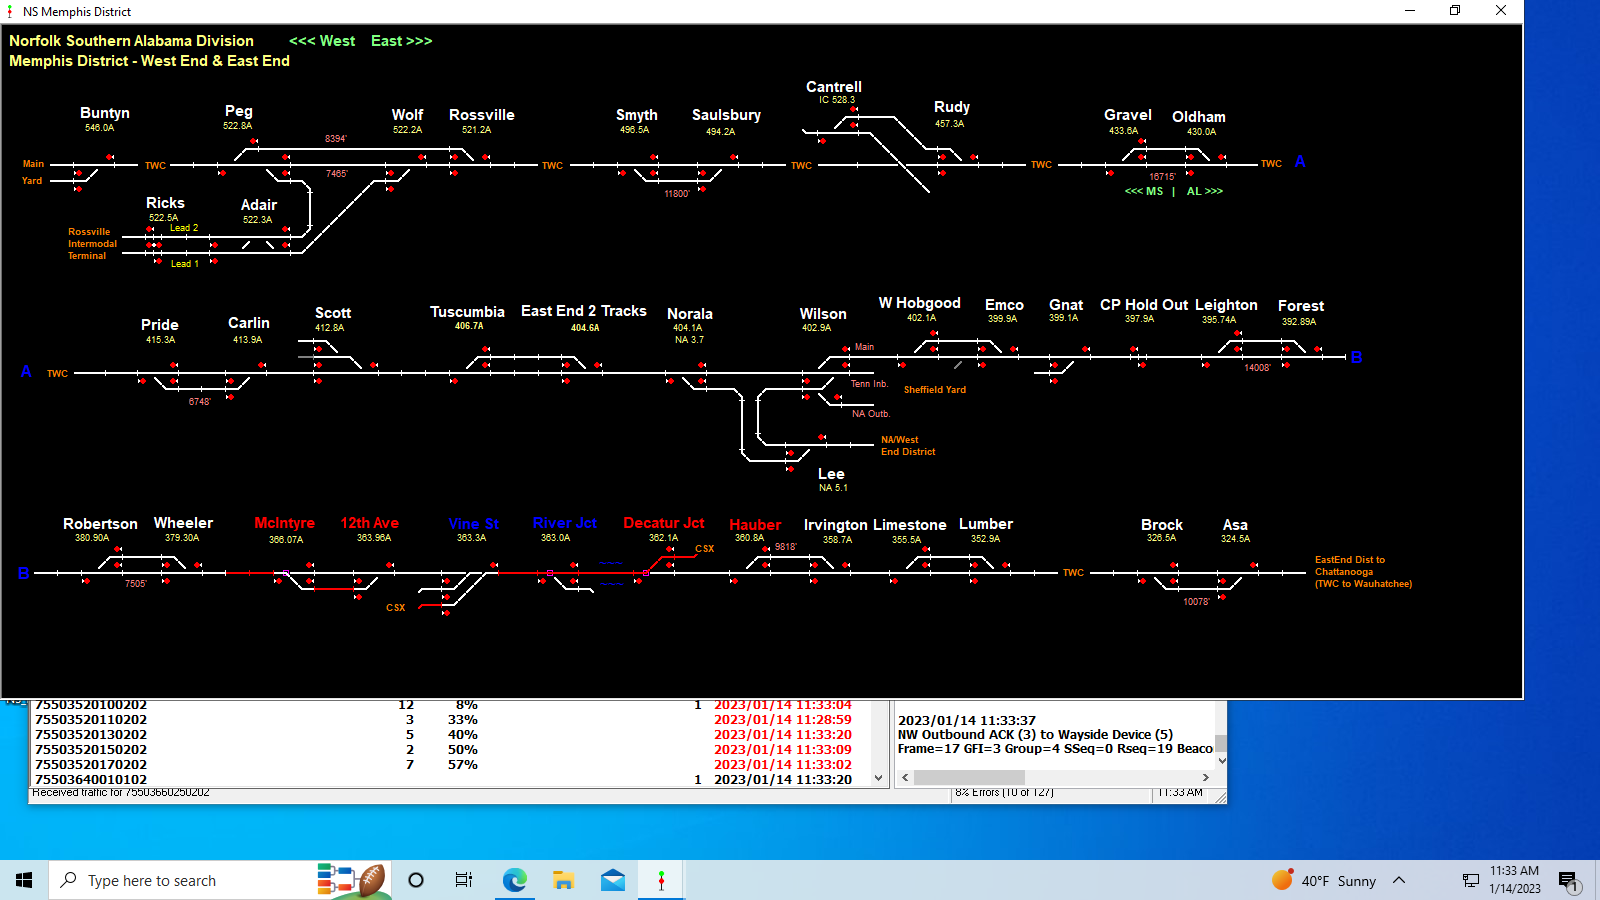 NS Memphis District
Norfolk Southern Alabama Division <<< West East >>>
Memphis District - West End & East End
Buntyn
546.0A
Peg
522.8A
Wolf
522.2A
Rossville
521.2A
Smyth
496.5A
Saulsbury
494.2A
Cantrell
IC 528.3
Rudy
457.3A
Gravel
433.6A
Oldham
430.0A
8394'
Main
TWC
7465'
TWC
TWC
TWC
16715'
TWC
A
Yard
11800'
<<< MS | AL >>>
Ricks
522.5A
Adair
522.3A
Lead 2
Rossville
Intermodal
Terminal
Lead 1
Pride
415.3A
Carlin
413.9A
Scott
412.8A
Tuscumbia
406.7A
East End 2 Tracks
404.6A
Norala
404.1A
NA 3.7
Wilson
402.9A
W Hobgood
402.1A
Emco
399.9A
Gnat
399.1A
CP Hold Out
397.9A
Leighton
395.74A
Forest
392.89A
Main
A
TWC
6748'
Tenn Inb.
Sheffield Yard
14008'
B
NA Outb.
NA/West
End District
Lee
NA 5.1
Robertson
380.90A
Wheeler
379.30A
McIntyre
366.07A
12th Ave
363.96A
Vine St
363.3A
River Jct
363.0A
Decatur Jct
362.1A
Hauber
360.8A
Irvington
358.7A
Limestone
355.5A
Lumber
352.9A
Brock
326.5A
Asa
324.5A
CSX
9818'
B
7505'
CSX
TWC
10078'
EastEnd Dist to
Chattanooga
(TWC to Wauhatchee)
75503520100202 12 8% 1 2023/01/14 11:33:04
75503520110202 3 33% 2023/01/14 11:28:59
75503520130202 5 40% 2023/01/14 11:33:20
75503520150202 2 50% 2023/01/14 11:33:09
75503520170202 7 57% 2023/01/14 11:33:02
75503640010102 1 2023/01/14 11:33:20
2023/01/14 11:33:37
NW Outbound ACK (3) to Wayside Device (5)
Frame=17 GFI=3 Group=4 SSeq=0 Rseq=19 Beaco
Received traffic for 75503660250202
8% Errors (10 of 127)
11:33 AM
Type here to search
40°F Sunny
11:33 AM
1/14/2023
1